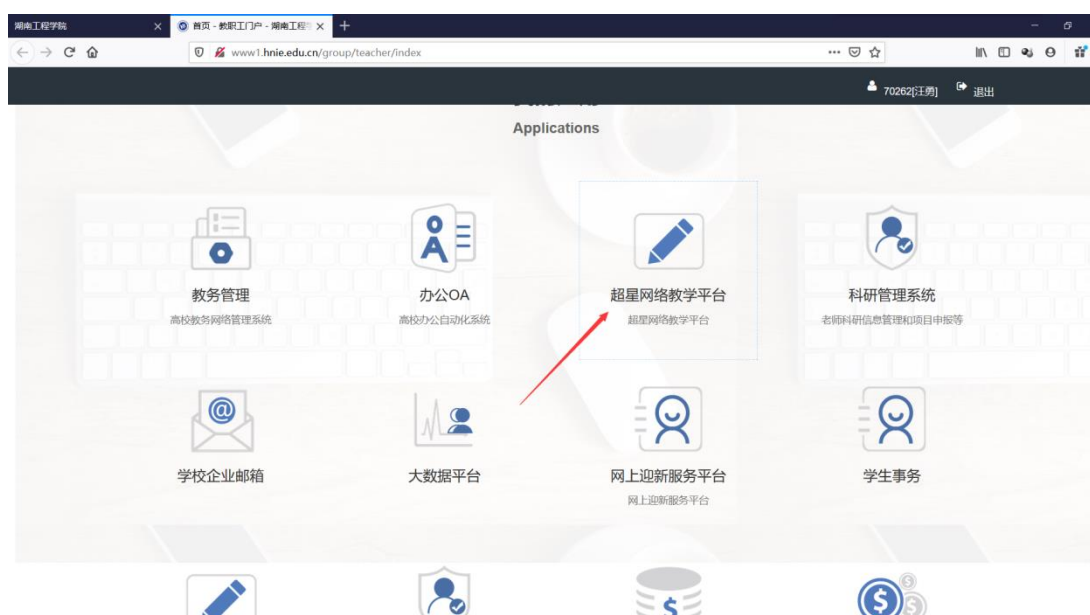 湖南工程学院
首页 - 教职工门户 - 湖南工程
www1.hnie.edu.cn/group/teacher/index
70262[汪勇] 退出
Applications
教务管理 办公OA 超星网络教学平台 科研管理系统
高校教务网络管理系统 高校办公自动化系统 超星网络教学平台 老师科研信息管理和项目申报等
学校企业邮箱 大数据平台 网上迎新服务平台 学生事务
网上迎新服务平台